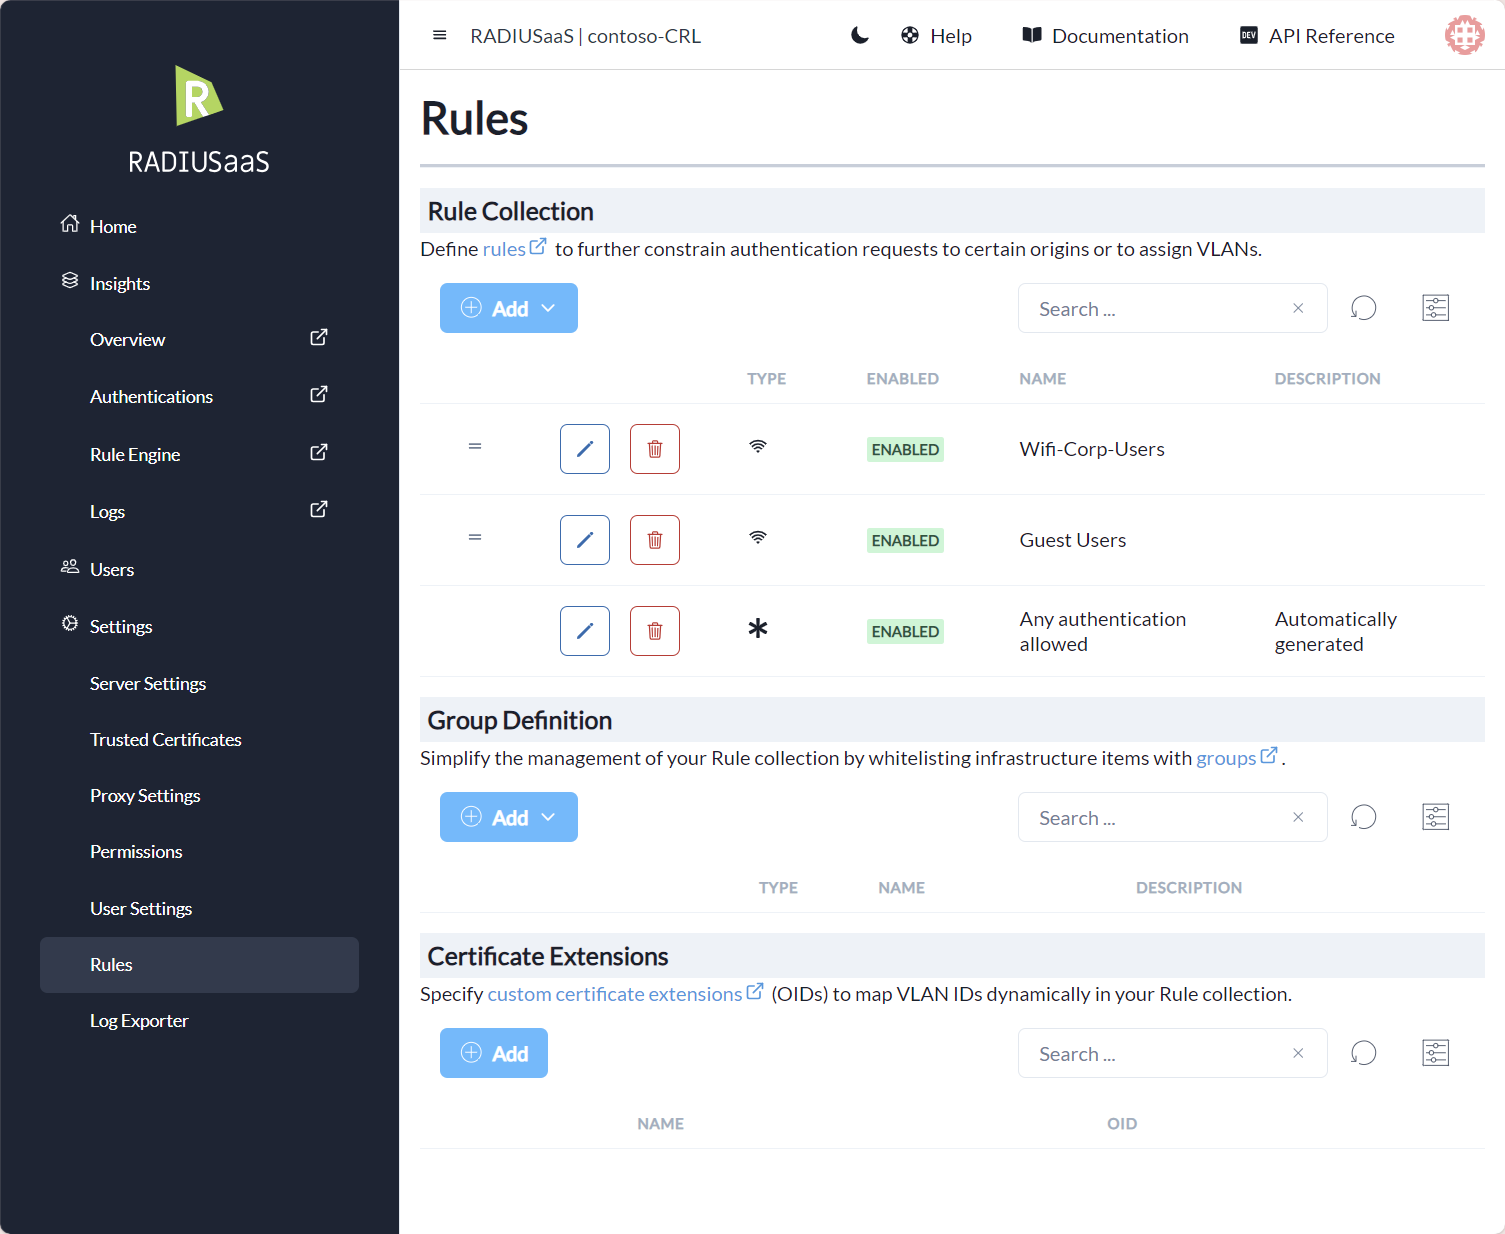 RADIUSaaS | contoso-CRL
Help
Documentation
DEV
API Reference
R
RADIUSaaS
Home
Insights
Overview
Authentications
Rule Engine
Logs
Users
Settings
Server Settings
Trusted Certificates
Proxy Settings
Permissions
User Settings
Rules
Log Exporter
Rules
Rule Collection
Define rules to further constrain authentication requests to certain origins or to assign VLANs.
Add
Search ...
TYPE ENABLED NAME DESCRIPTION
ENABLED Wifi-Corp-Users
ENABLED Guest Users
ENABLED Any authentication allowed Automatically generated
Group Definition
Simplify the management of your Rule collection by whitelisting infrastructure items with groups .
Add
Search ...
TYPE NAME DESCRIPTION
Certificate Extensions
Specify custom certificate extensions (OIDs) to map VLAN IDs dynamically in your Rule collection.
Add
Search ...
NAME OID